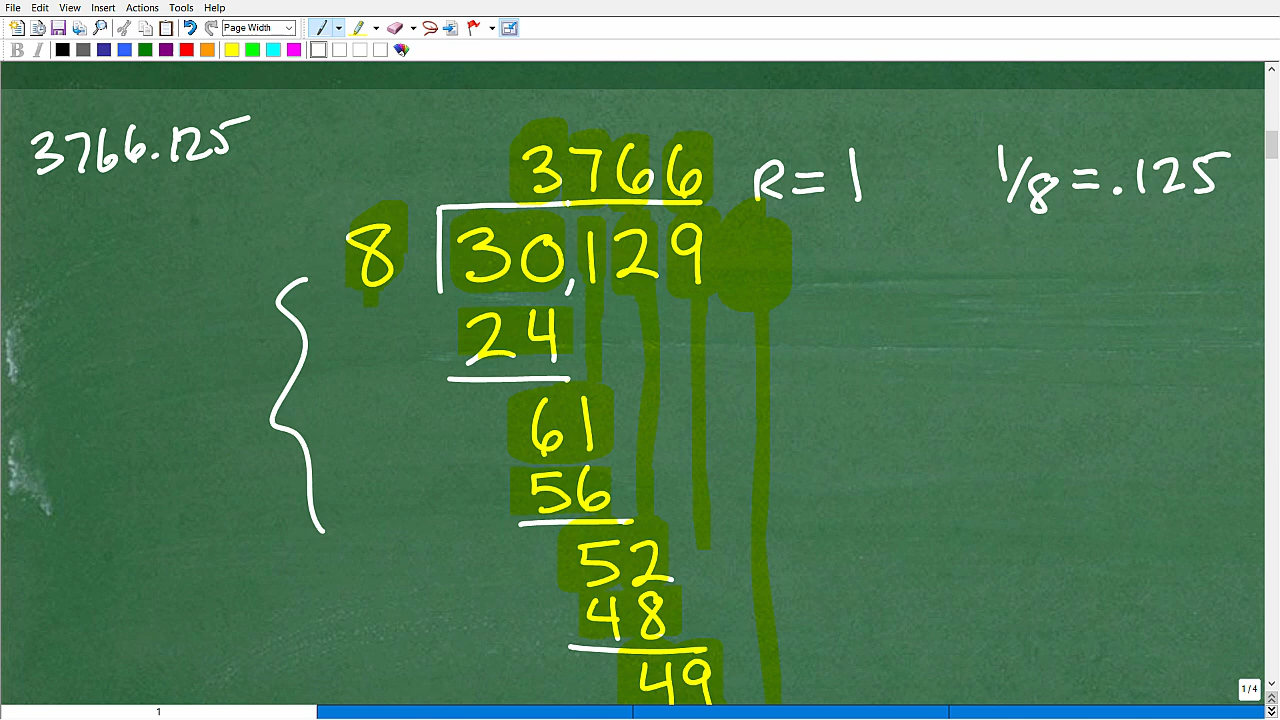 File Edit View Insert Actions Tools Help
Page Width
B I
3766.125
3766 R=1
1/8 = .125
8 30,129
24
61
56
52
48
49
1/4
1